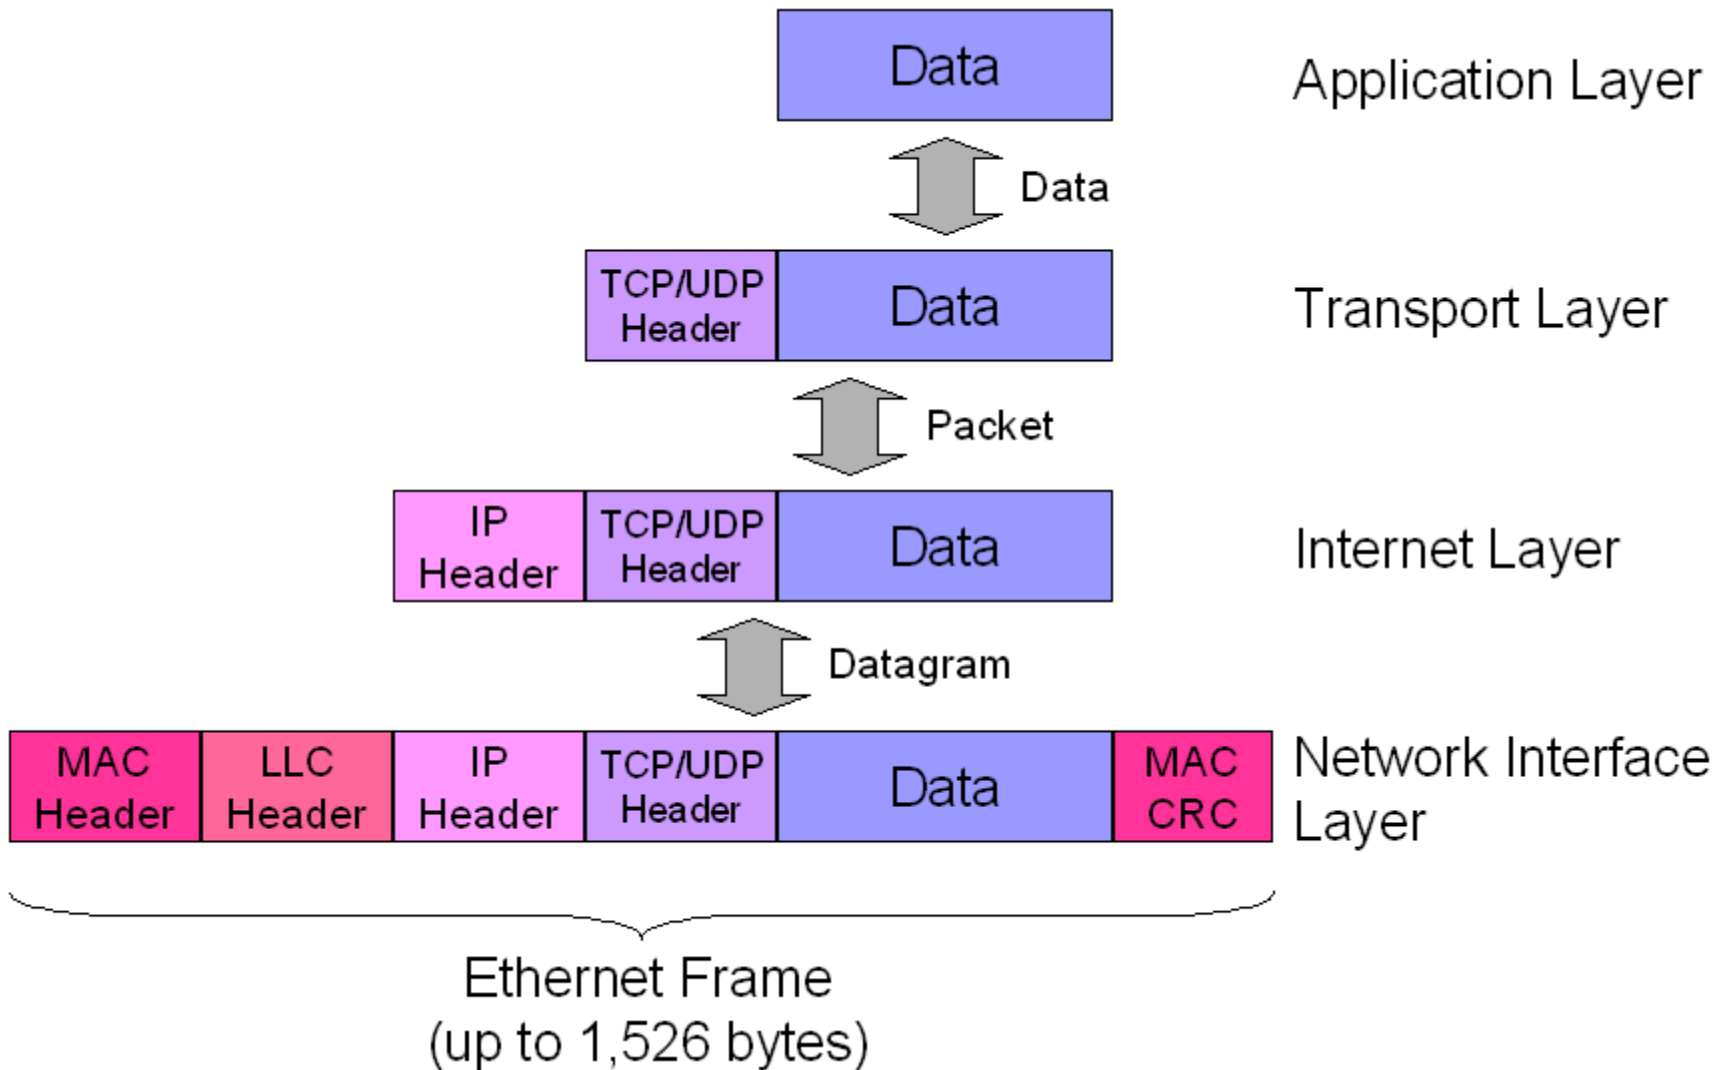 Data
Application Layer
Data
TCP/UDP
Header
Data
Transport Layer
Packet
IP
Header
TCP/UDP
Header
Data
Internet Layer
Datagram
MAC
Header
LLC
Header
IP
Header
TCP/UDP
Header
Data
MAC
CRC
Network Interface
Layer
Ethernet Frame
(up to 1,526 bytes)